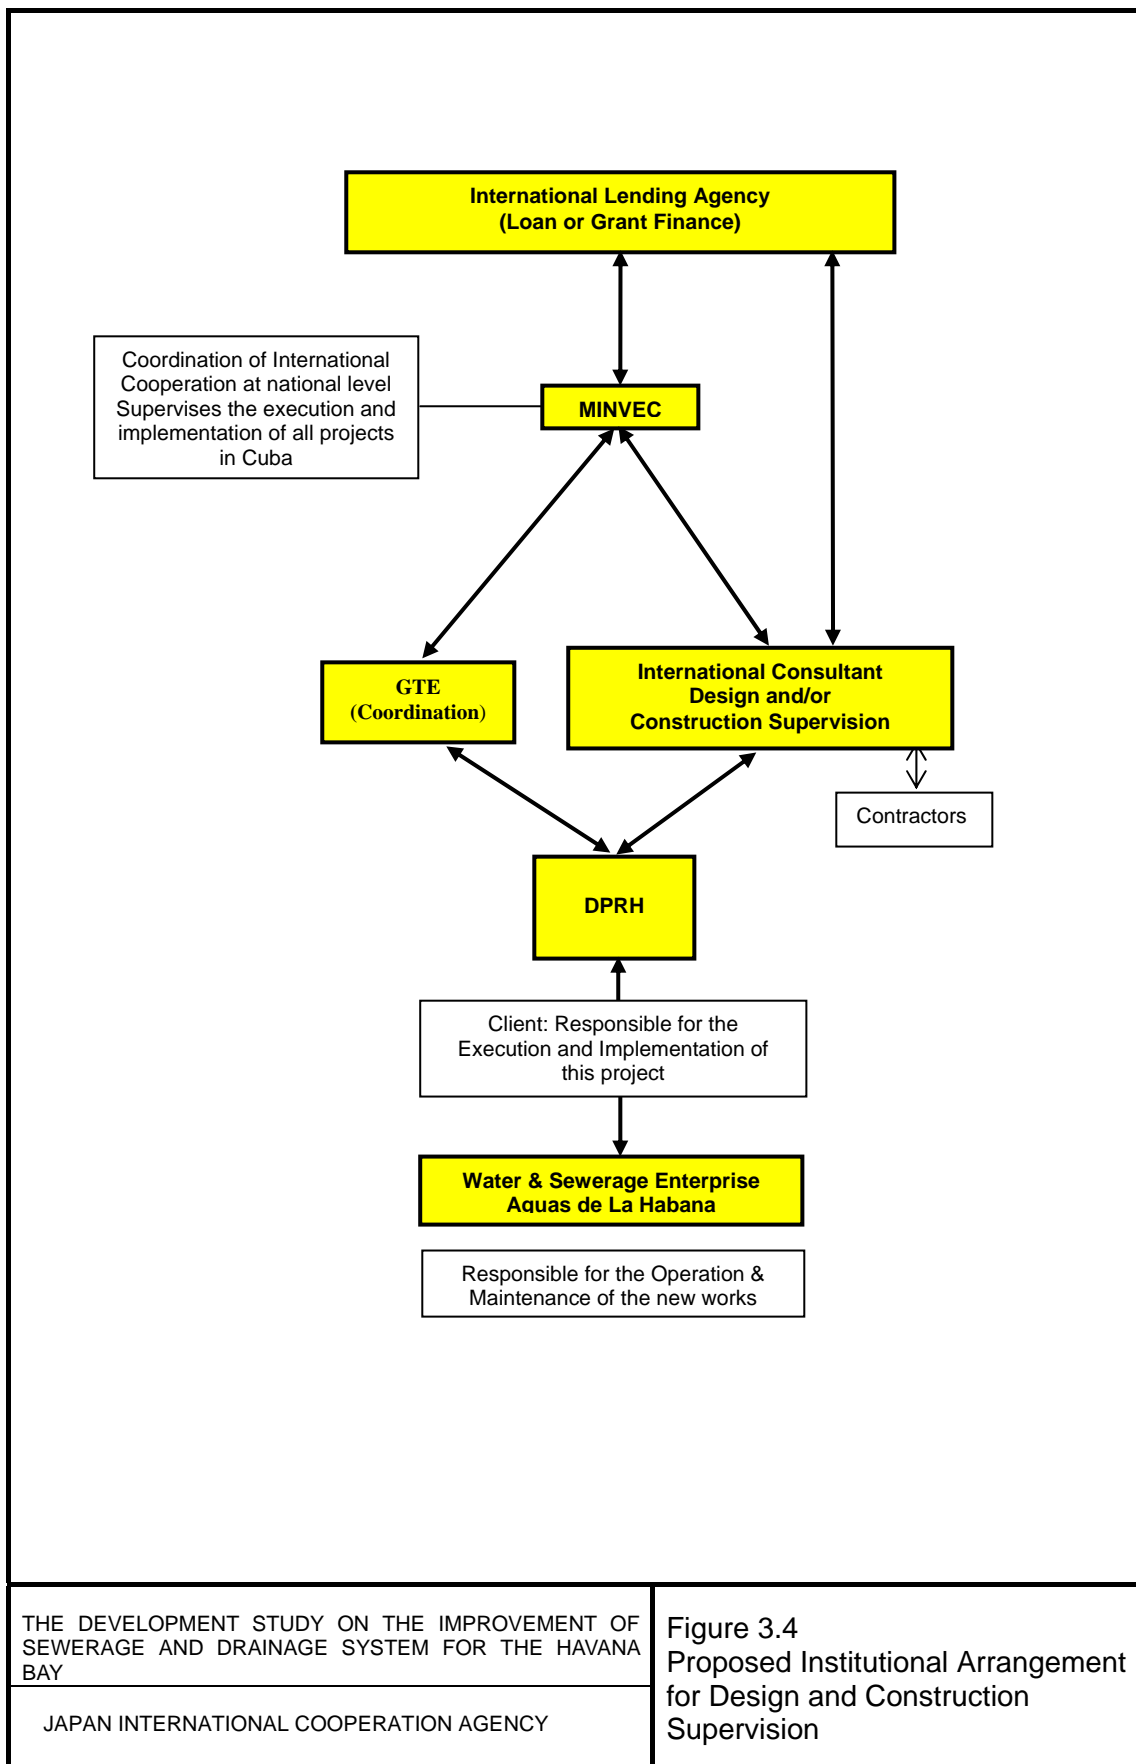 International Lending Agency
(Loan or Grant Finance)
Coordination of International
Cooperation at national level
Supervises the execution and
implementation of all projects
in Cuba
MINVEC
GTE
(Coordination)
International Consultant
Design and/or
Construction Supervision
Contractors
DPRH
Client: Responsible for the
Execution and Implementation of
this project
Water & Sewerage Enterprise
Aguas de La Habana
Responsible for the Operation &
Maintenance of the new works
THE DEVELOPMENT STUDY ON THE IMPROVEMENT OF
SEWERAGE AND DRAINAGE SYSTEM FOR THE HAVANA
BAY
JAPAN INTERNATIONAL COOPERATION AGENCY
Figure 3.4
Proposed Institutional Arrangement
for Design and Construction
Supervision